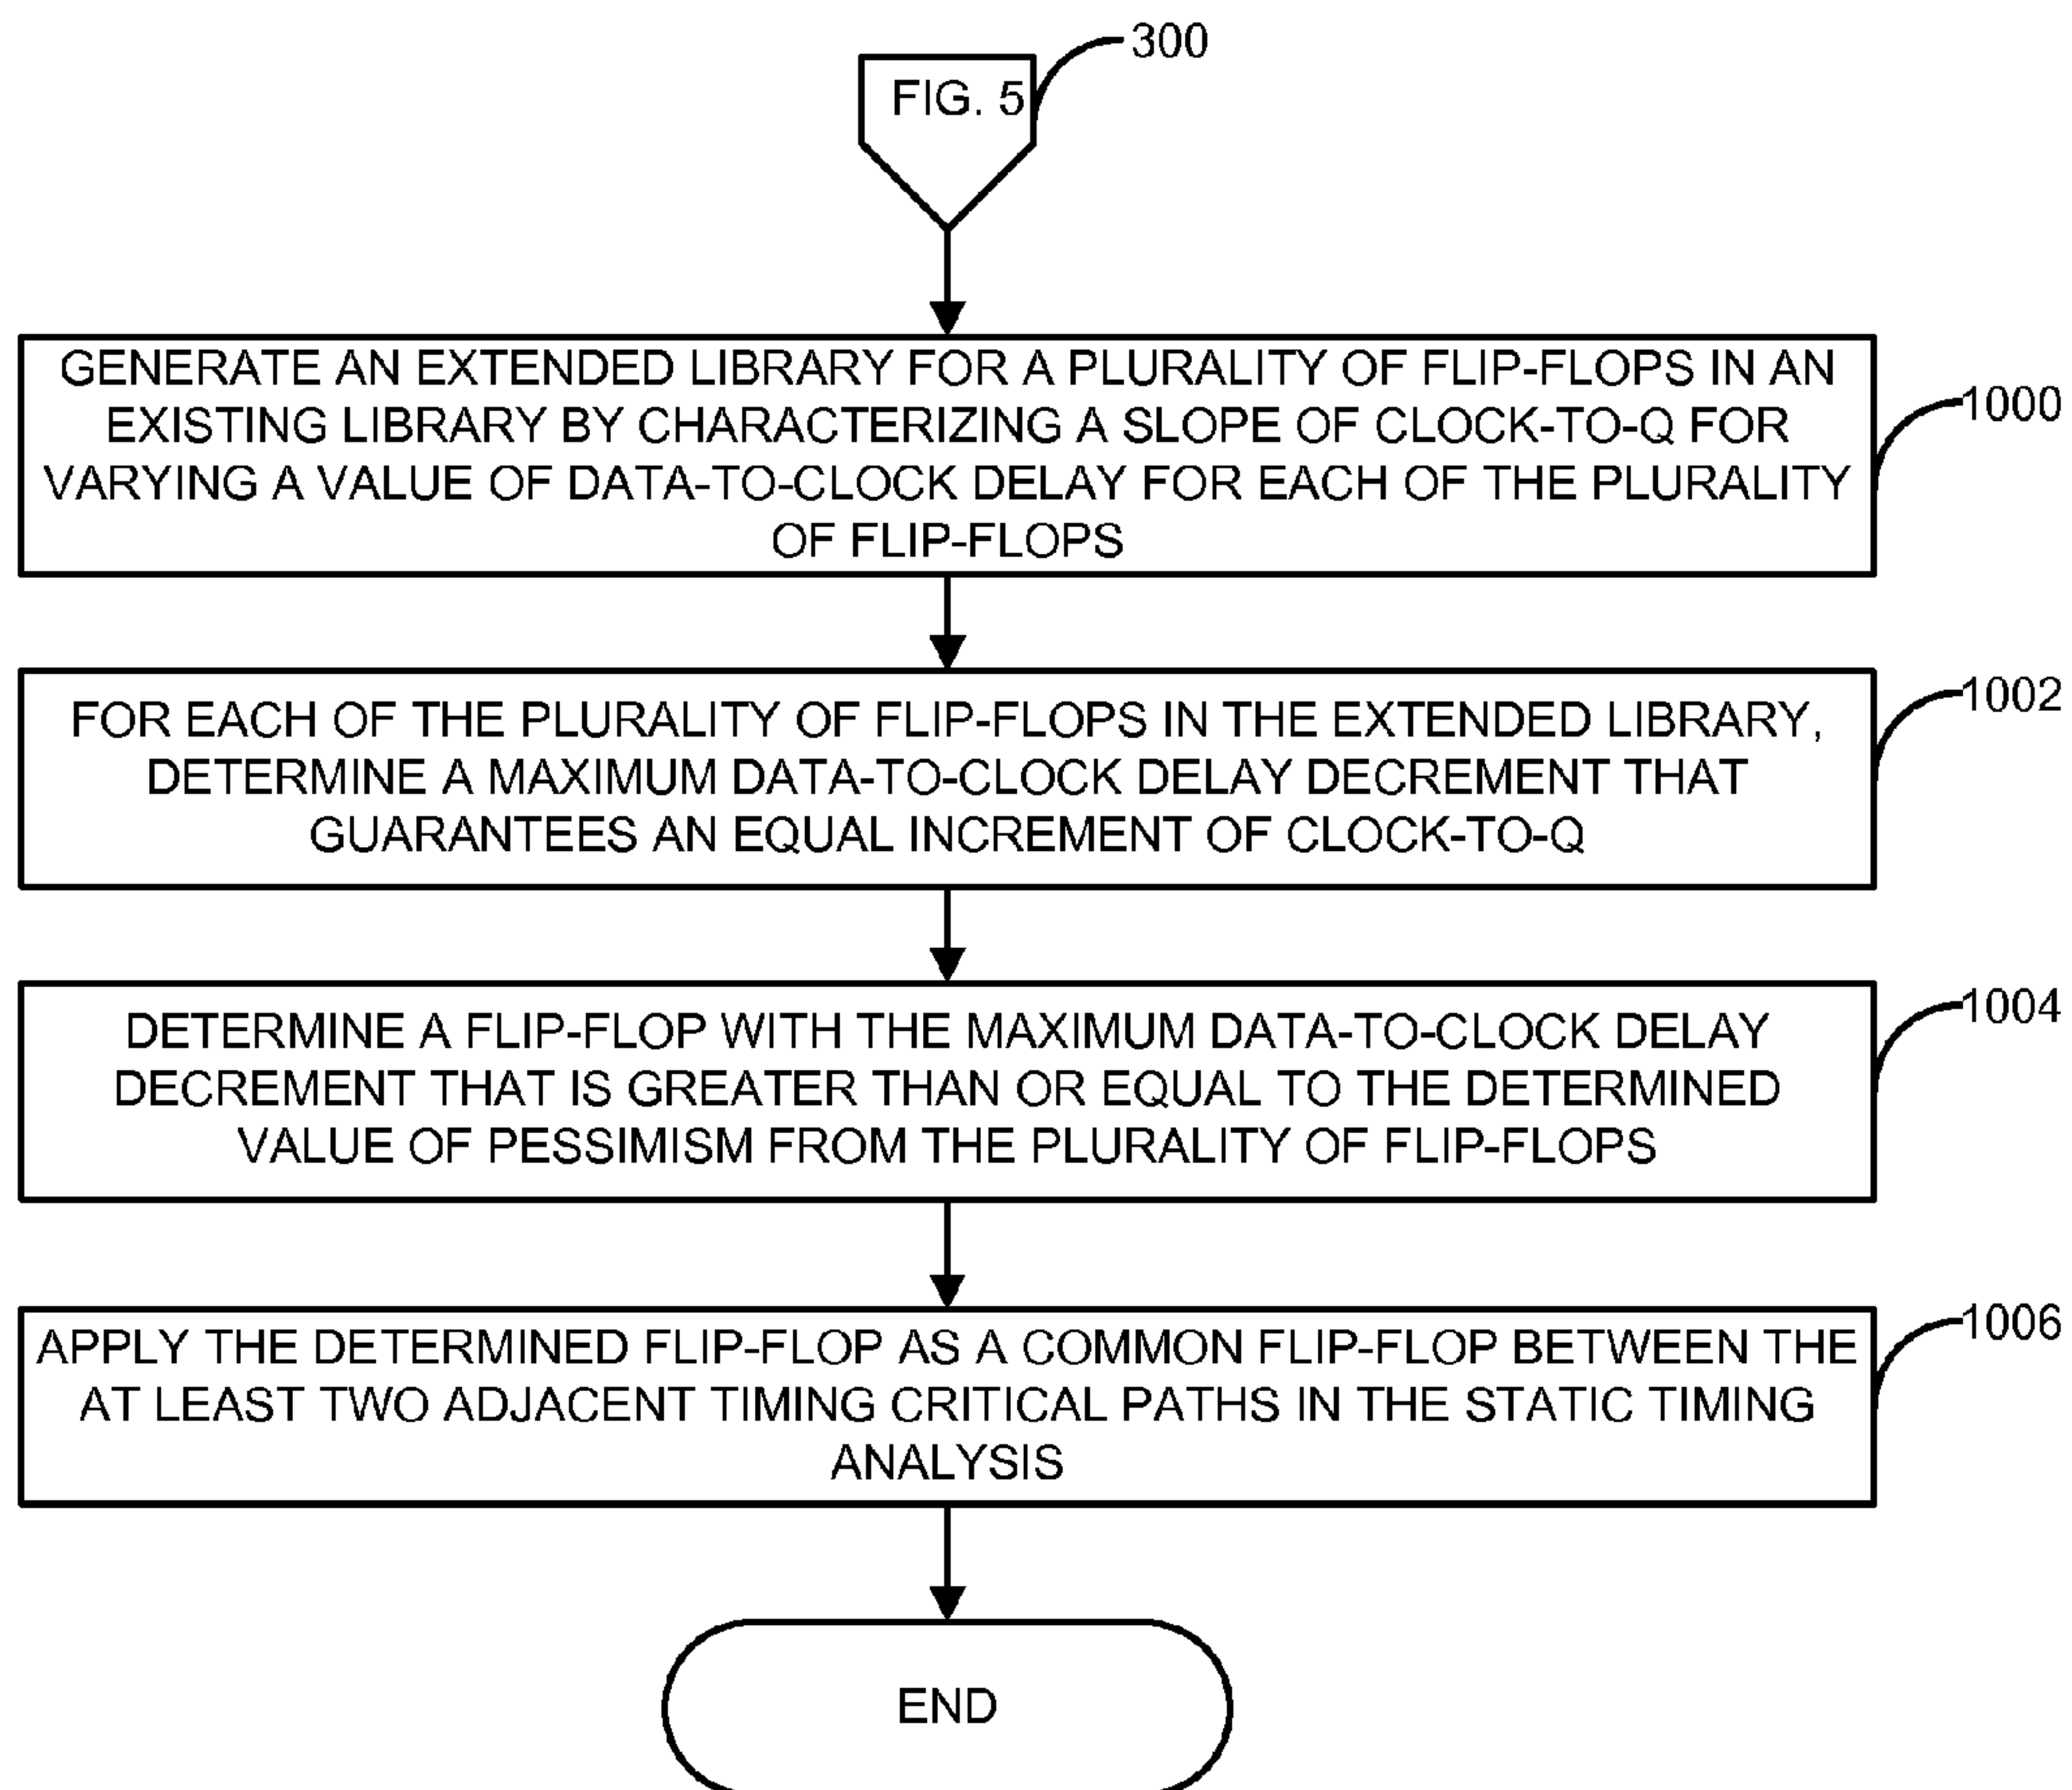 300
FIG. 5
GENERATE AN EXTENDED LIBRARY FOR A PLURALITY OF FLIP-FLOPS IN AN
EXISTING LIBRARY BY CHARACTERIZING A SLOPE OF CLOCK-TO-Q FOR
VARYING A VALUE OF DATA-TO-CLOCK DELAY FOR EACH OF THE PLURALITY
OF FLIP-FLOPS
1000
FOR EACH OF THE PLURALITY OF FLIP-FLOPS IN THE EXTENDED LIBRARY,
DETERMINE A MAXIMUM DATA-TO-CLOCK DELAY DECREMENT THAT
GUARANTEES AN EQUAL INCREMENT OF CLOCK-TO-Q
1002
DETERMINE A FLIP-FLOP WITH THE MAXIMUM DATA-TO-CLOCK DELAY
DECREMENT THAT IS GREATER THAN OR EQUAL TO THE DETERMINED
VALUE OF PESSIMISM FROM THE PLURALITY OF FLIP-FLOPS
1004
APPLY THE DETERMINED FLIP-FLOP AS A COMMON FLIP-FLOP BETWEEN THE
AT LEAST TWO ADJACENT TIMING CRITICAL PATHS IN THE STATIC TIMING
ANALYSIS
1006
END